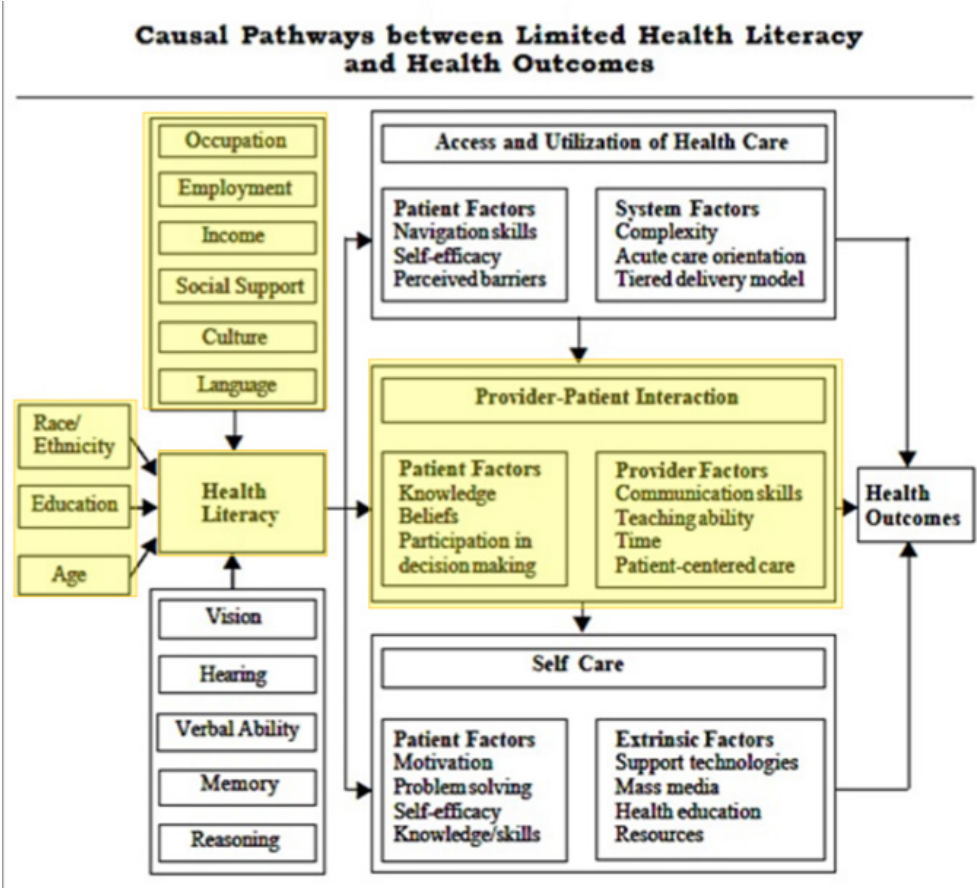 Causal Pathways between Limited Health Literacy
and Health Outcomes
Occupation
Employment
Income
Social Support
Culture
Language
Race/
Ethnicity
Education
Age
Health
Literacy
Vision
Hearing
Verbal Ability
Memory
Reasoning
Access and Utilization of Health Care
Patient Factors
Navigation skills
Self-efficacy
Perceived barriers
System Factors
Complexity
Acute care orientation
Tiered delivery model
Provider-Patient Interaction
Patient Factors
Knowledge
Beliefs
Participation in
decision making
Provider Factors
Communication skills
Teaching ability
Time
Patient-centered care
Self Care
Patient Factors
Motivation
Problem solving
Self-efficacy
Knowledge/skills
Extrinsic Factors
Support technologies
Mass media
Health education
Resources
Health
Outcomes